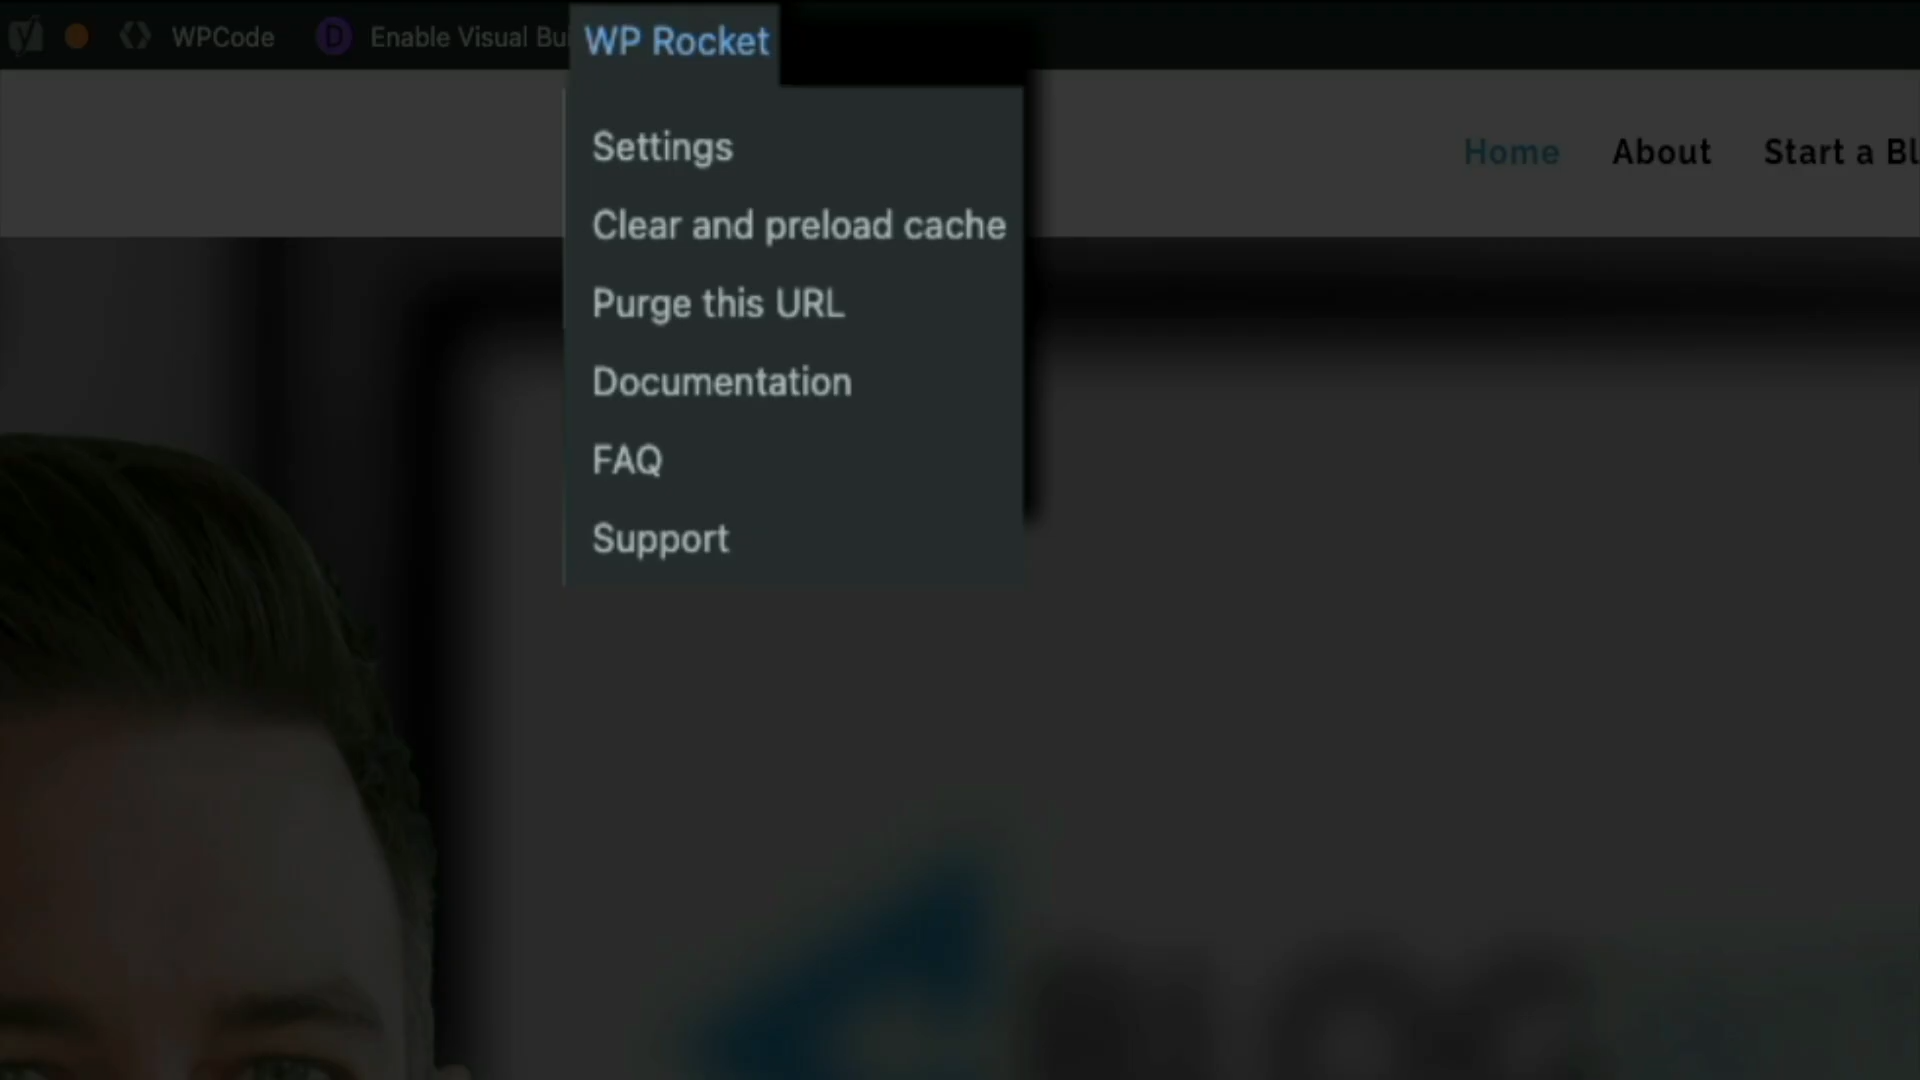 WPCode
Enable Visual Bui
WP Rocket
Settings
Clear and preload cache
Purge this URL
Documentation
FAQ
Support
Home
About
Start a Bl